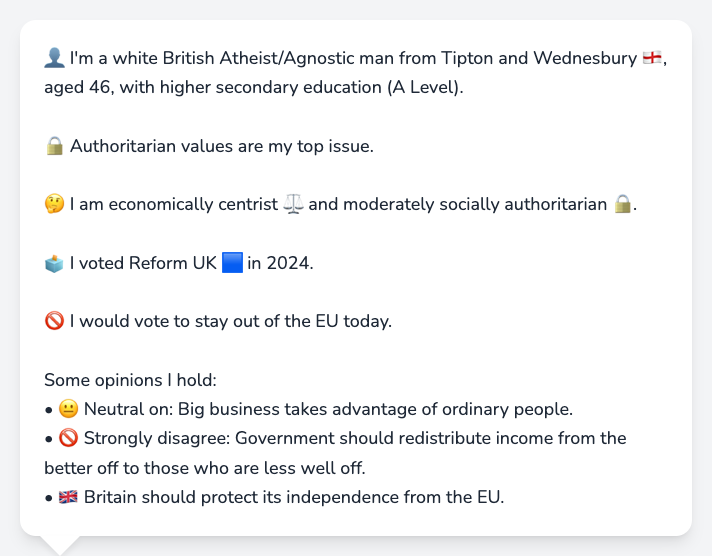 👤 I'm a white British Atheist/Agnostic man from Tipton and Wednesbury 🏴󠁧󠁢󠁥󠁮󠁧󠁿,
aged 46, with higher secondary education (A Level).
🔒 Authoritarian values are my top issue.
🤔 I am economically centrist ⚖️ and moderately socially authoritarian 🔒.
🗳️ I voted Reform UK 🟦 in 2024.
🚫 I would vote to stay out of the EU today.
Some opinions I hold:
• 😐 Neutral on: Big business takes advantage of ordinary people.
• 🚫 Strongly disagree: Government should redistribute income from the
better off to those who are less well off.
• 🇬🇧 Britain should protect its independence from the EU.